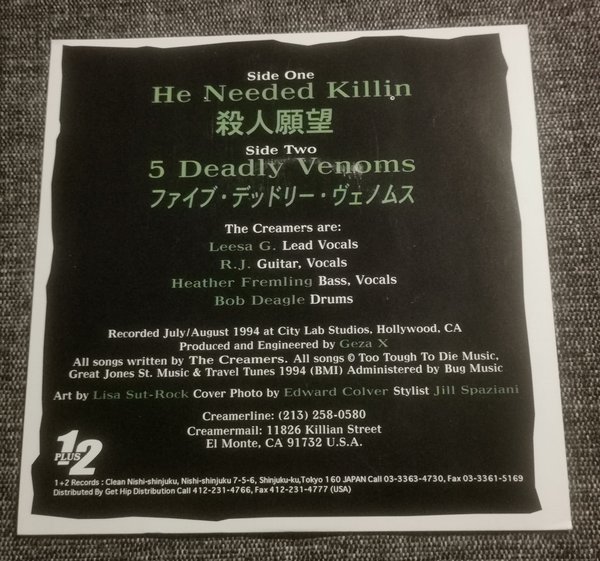 Side One
He Needed Killin
殺人願望
Side Two
5 Deadly Venoms
ファイブ・デッドリー・ヴェノムス
The Creamers are:
Leesa G. Lead Vocals
R.J. Guitar, Vocals
Heather Fremling Bass, Vocals
Bob Deagle Drums
Recorded July/August 1994 at City Lab Studios, Hollywood, CA
Produced and Engineered by Geza X
All songs written by The Creamers. All songs © Too Tough To Die Music,
Great Jones St. Music & Travel Tunes 1994 (BMI) Administered by Bug Music
Art by Lisa Sut-Rock Cover Photo by Edward Colver Stylist Jill Spaziani
Creamerline: (213) 258-0580
Creamermail: 11826 Killian Street
El Monte, CA 91732 U.S.A.
1 PLUS 2
1+2 Records : Clean Nishi-shinjuku, Nishi-shinjuku 7-5-6, Shinjuku-ku,Tokyo 160 JAPAN Call 03-3363-4730, Fax 03-3361-5169
Distributed By Get Hip Distribution Call 412-231-4766, Fax 412-231-4777 (USA)